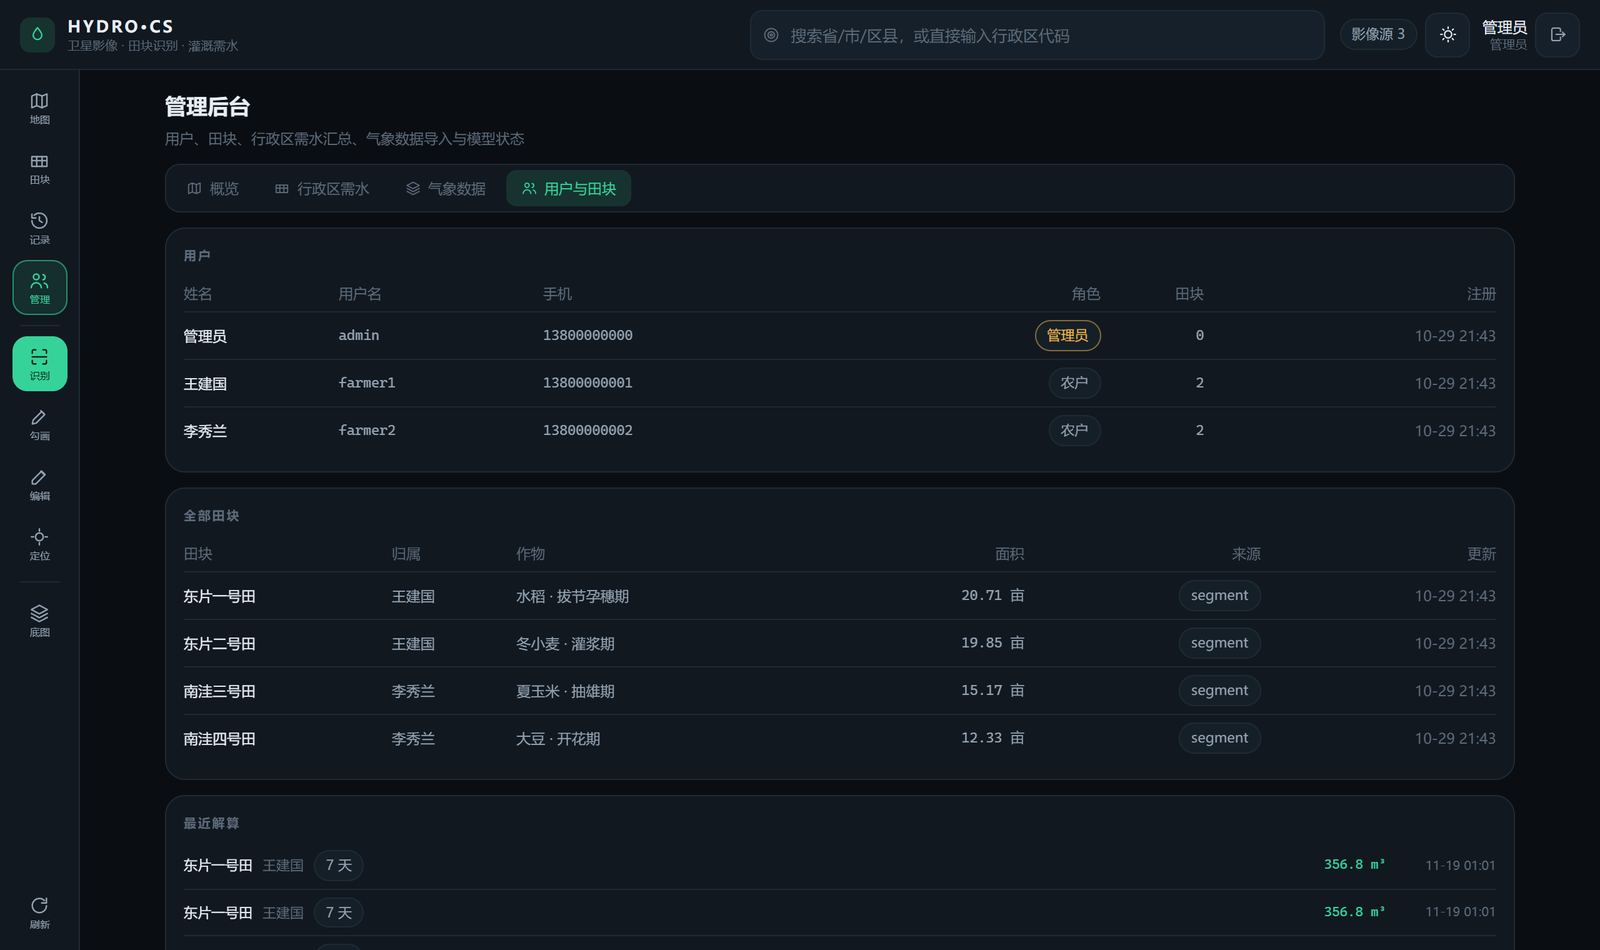 HYDRO•CS
卫星影像 · 田块识别 · 灌溉需水
搜索省/市/区县，或直接输入行政区代码
影像源 3
管理员
管理员
地图
田块
记录
管理
识别
勾画
编辑
定位
底图
刷新
管理后台
用户、田块、行政区需水汇总、气象数据导入与模型状态
概览 行政区需水 气象数据 用户与田块
用户
姓名 用户名 手机 角色 田块 注册
管理员 admin 13800000000 管理员 0 10-29 21:43
王建国 farmer1 13800000001 农户 2 10-29 21:43
李秀兰 farmer2 13800000002 农户 2 10-29 21:43
全部田块
田块 归属 作物 面积 来源 更新
东片一号田 王建国 水稻 · 拔节孕穗期 20.71 亩 segment 10-29 21:43
东片二号田 王建国 冬小麦 · 灌浆期 19.85 亩 segment 10-29 21:43
南洼三号田 李秀兰 夏玉米 · 抽雄期 15.17 亩 segment 10-29 21:43
南洼四号田 李秀兰 大豆 · 开花期 12.33 亩 segment 10-29 21:43
最近解算
东片一号田 王建国 7 天 356.8 m³ 11-19 01:01
东片一号田 王建国 7 天 356.8 m³ 11-19 01:01